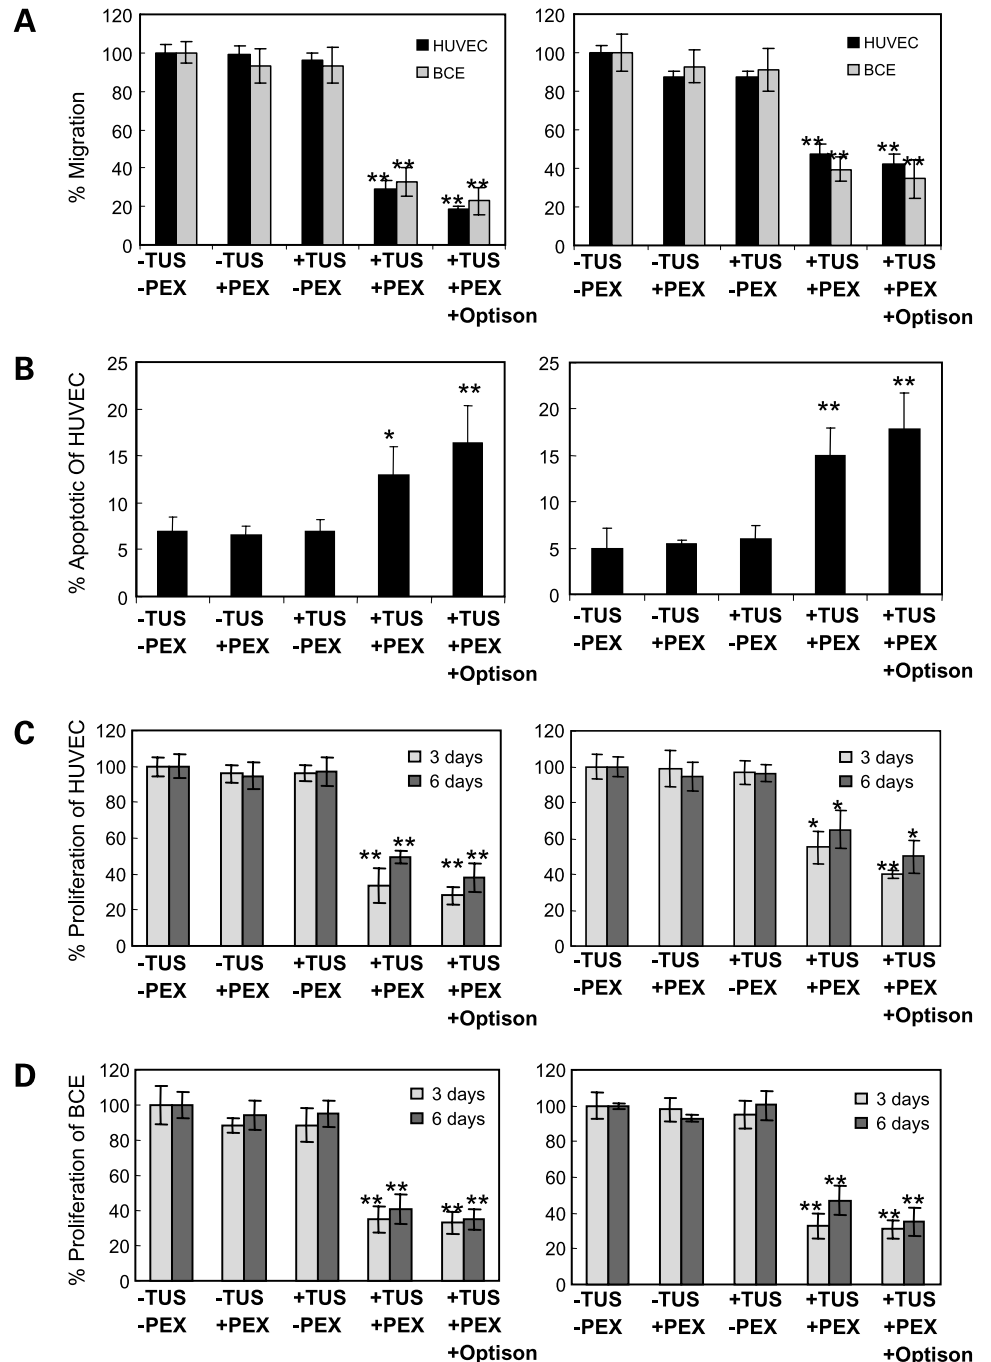 A
% Migration
120
100
80
60
40
20
0
HUVEC
BCE
** ** ** **
-TUS -TUS +TUS +TUS +TUS
-PEX +PEX -PEX +PEX +PEX
+Optison
120
100
80
60
40
20
0
HUVEC
BCE
** ** ** **
-TUS -TUS +TUS +TUS +TUS
-PEX +PEX -PEX +PEX +PEX
+Optison
B
% Apoptotic Of HUVEC
25
20
15
10
5
0
* **
-TUS -TUS +TUS +TUS +TUS
-PEX +PEX -PEX +PEX +PEX
+Optison
25
20
15
10
5
0
** **
-TUS -TUS +TUS +TUS +TUS
-PEX +PEX -PEX +PEX +PEX
+Optison
C
% Proliferation of HUVEC
120
100
80
60
40
20
0
3 days
6 days
** ** ** **
-TUS -TUS +TUS +TUS +TUS
-PEX +PEX -PEX +PEX +PEX
+Optison
120
100
80
60
40
20
0
3 days
6 days
* * ** *
-TUS -TUS +TUS +TUS +TUS
-PEX +PEX -PEX +PEX +PEX
+Optison
D
% Proliferation of BCE
120
100
80
60
40
20
0
3 days
6 days
** ** ** **
-TUS -TUS +TUS +TUS +TUS
-PEX +PEX -PEX +PEX +PEX
+Optison
120
100
80
60
40
20
0
3 days
6 days
** ** ** **
-TUS -TUS +TUS +TUS +TUS
-PEX +PEX -PEX +PEX +PEX
+Optison